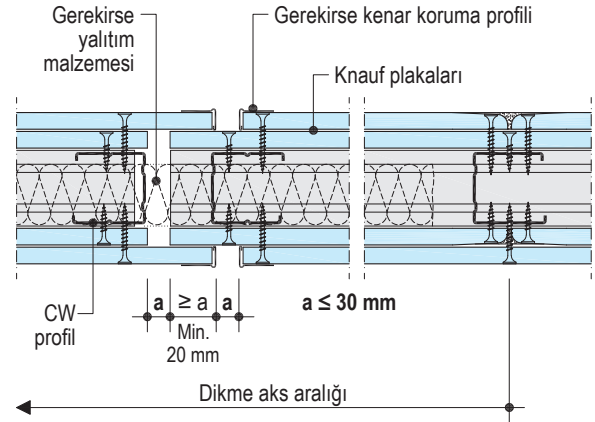 Gerekirse
yalıtım
malzemesi
Gerekirse kenar koruma profili
Knauf plakaları
CW
profil
a ≥ a a
Min.
20 mm
a ≤ 30 mm
Dikme aks aralığı